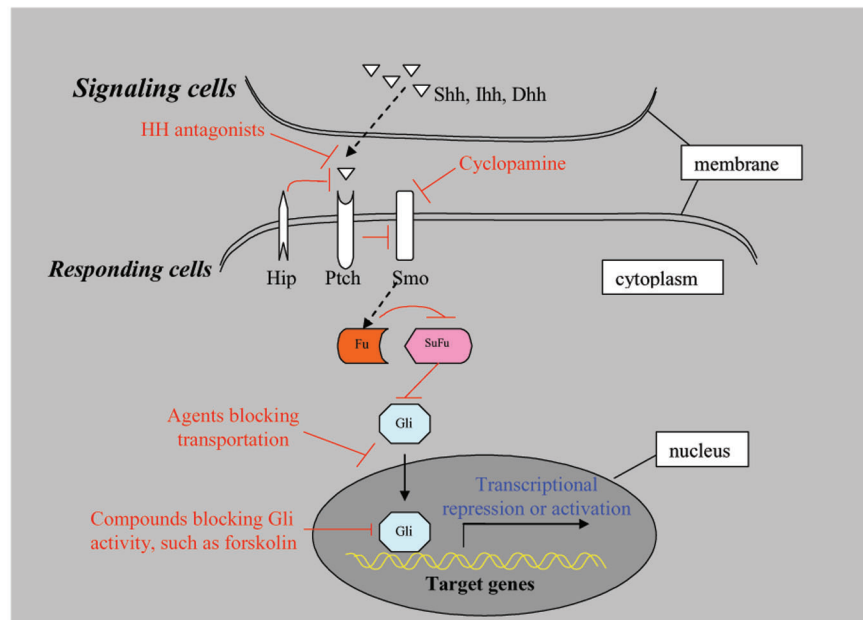 Signaling cells
Shh, Ihh, Dhh
HH antagonists
Cyclopamine
membrane
Responding cells
Hip
Ptch
Smo
cytoplasm
Fu
SuFu
Agents blocking
transportation
Gli
nucleus
Transcriptional
repression or activation
Compounds blocking Gli
activity, such as forskolin
Gli
Target genes